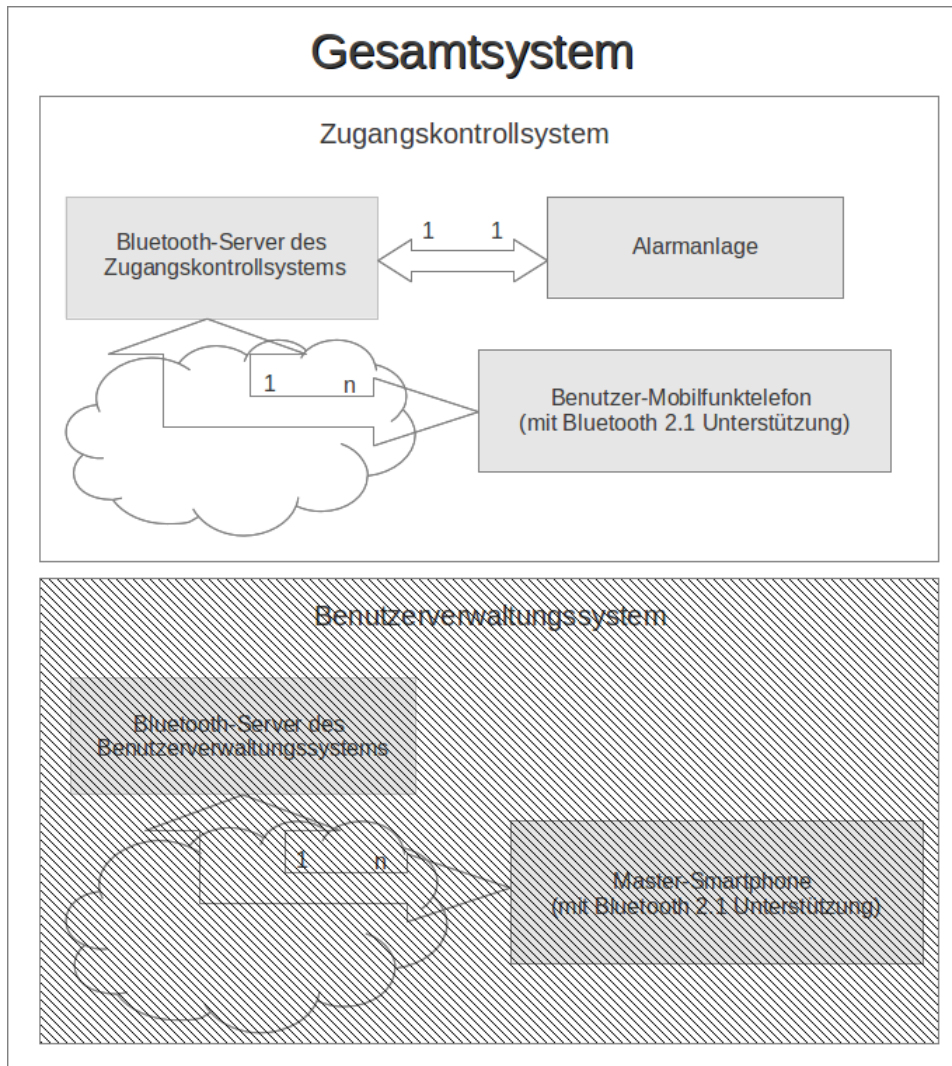 Gesamtsystem
Zugangskontrollsystem
Bluetooth-Server des
Zugangskontrollsystems
1 1
Alarmanlage
1 n
Benutzer-Mobilfunktelefon
(mit Bluetooth 2.1 Unterstützung)
Benutzerverwaltungssystem
Bluetooth-Server des
Benutzerverwaltungssystems
1 n
Master-Smartphone
(mit Bluetooth 2.1 Unterstützung)